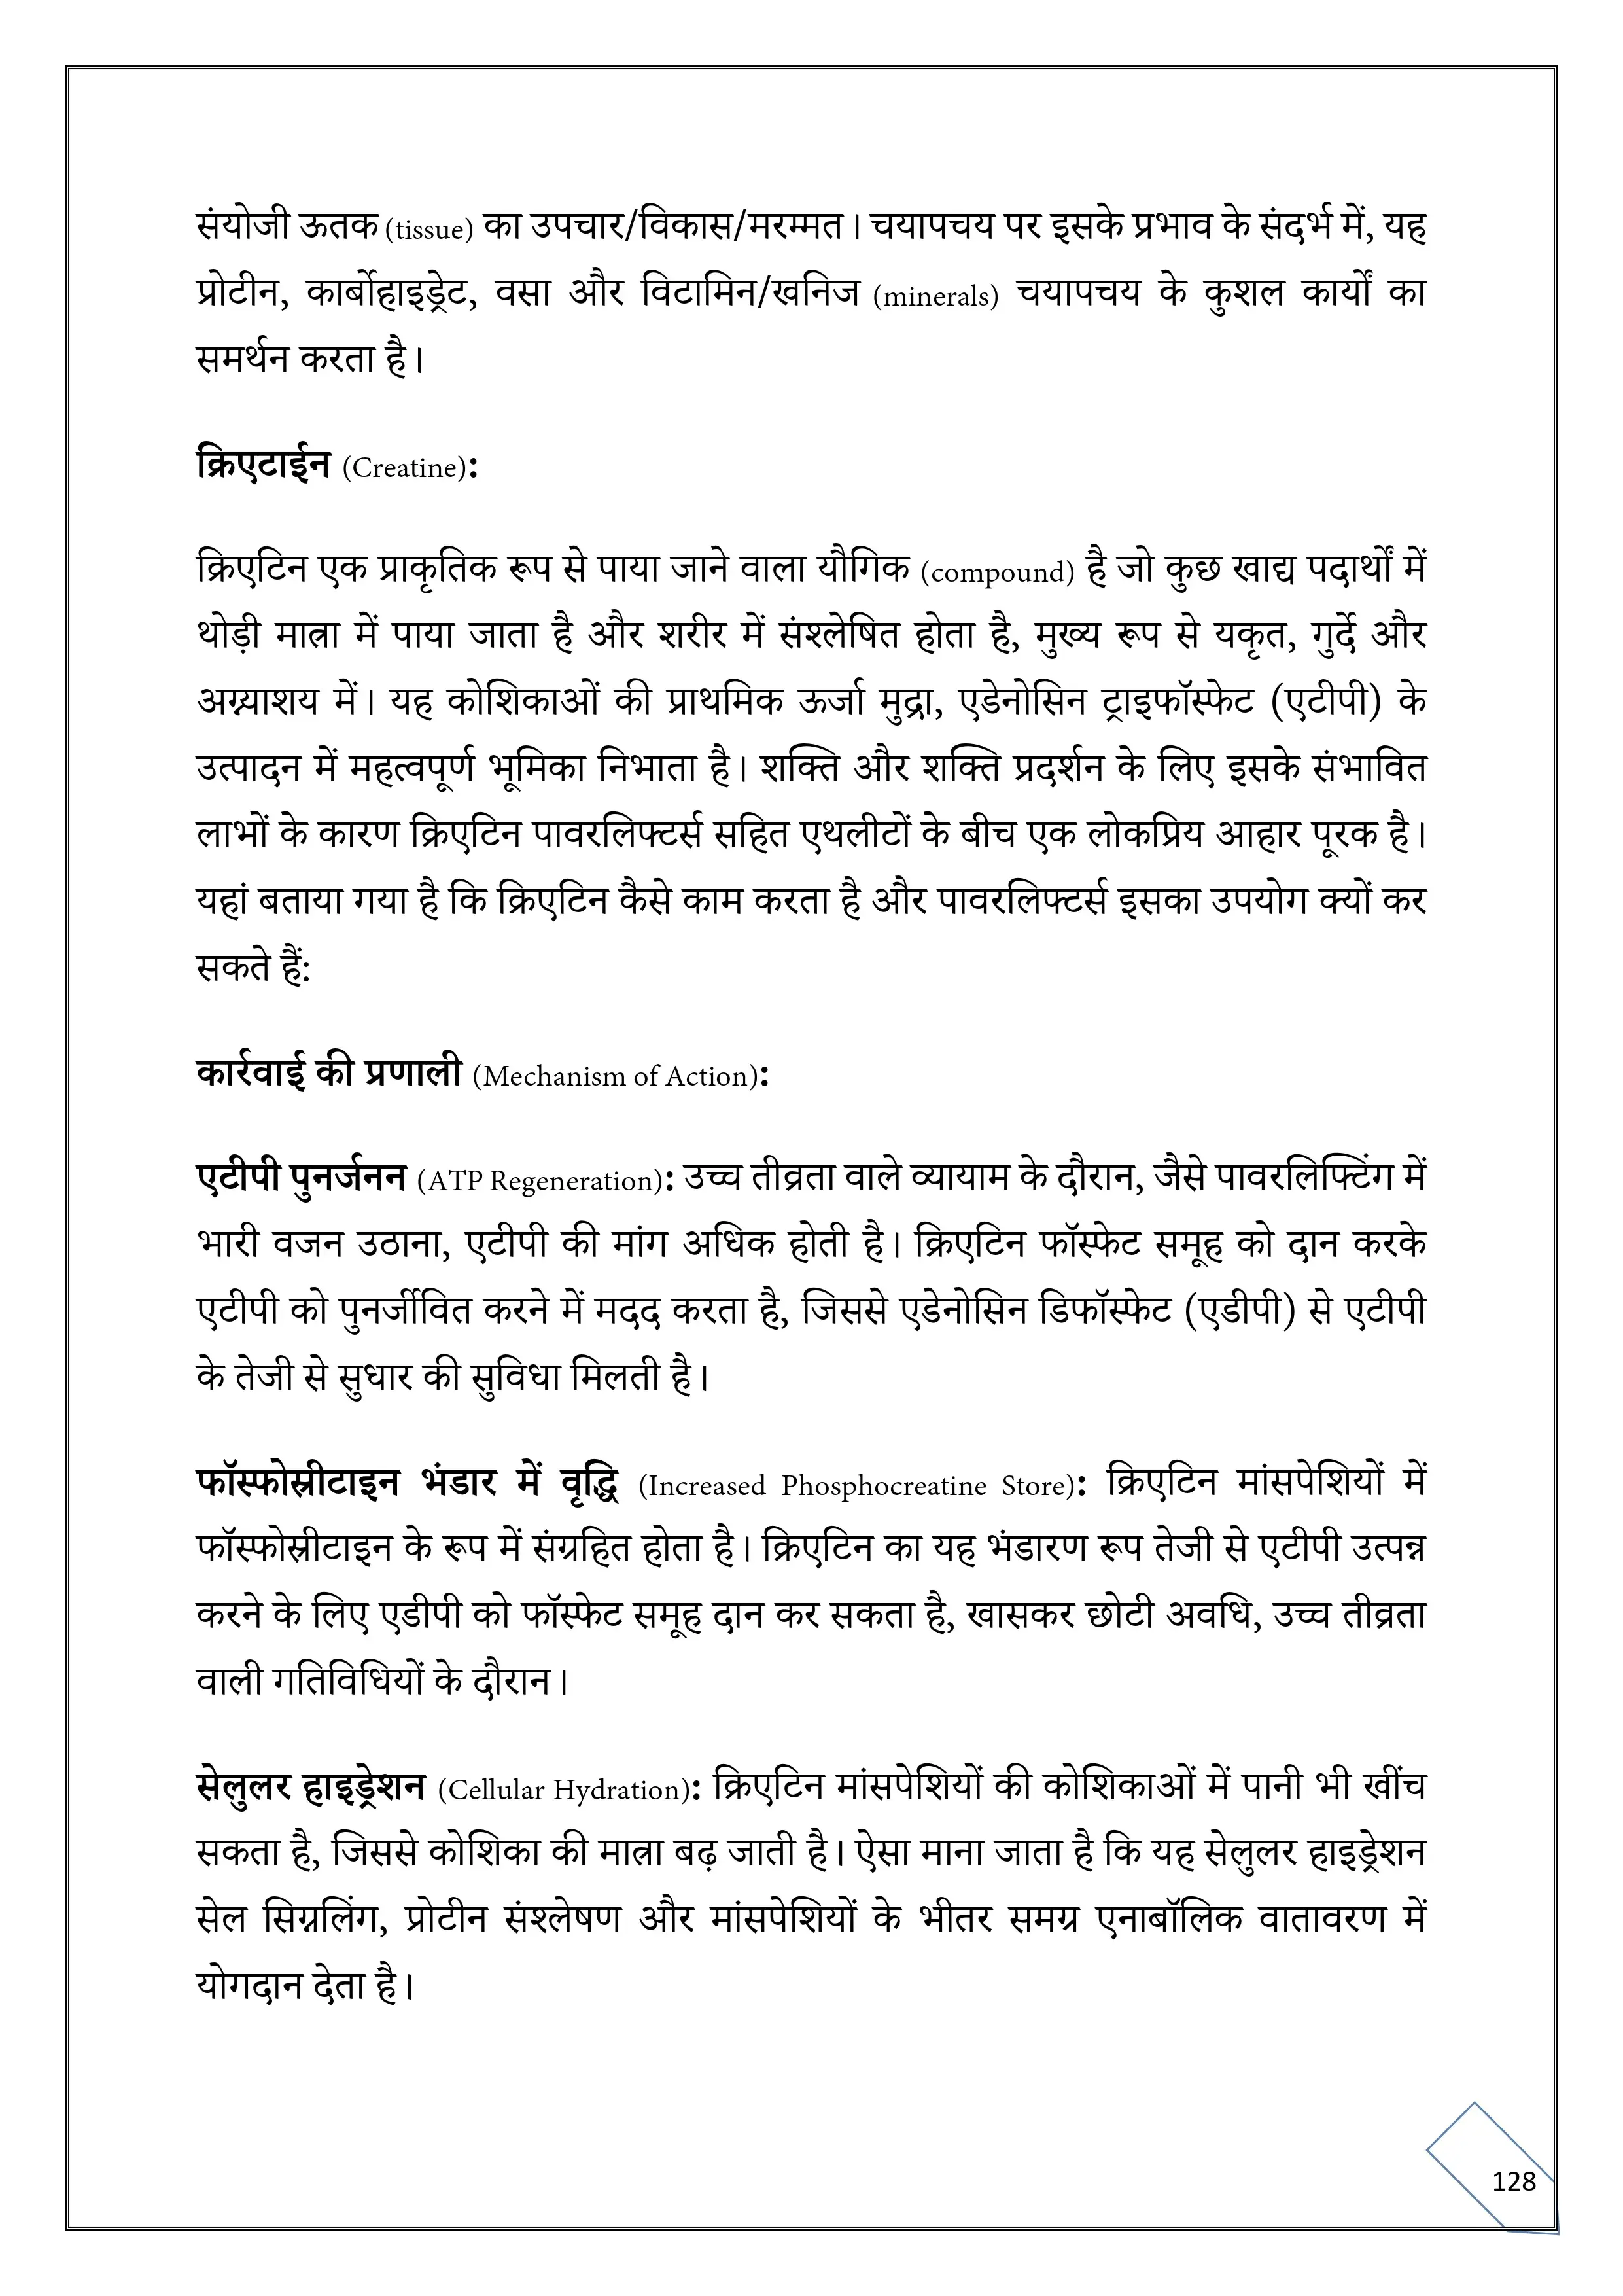 संयोजी ऊतक (tissue) का उपचार/विकास/मरम्मत। चयापचय पर इसके प्रभाव के संदर्भ में, यह
प्रोटीन, कार्बोहाइड्रेट, वसा और विटामिन/खनिज (minerals) चयापचय के कुशल कार्यों का
समर्थन करता है।
क्रिएटाईन (Creatine):
क्रिएटिन एक प्राकृतिक रूप से पाया जाने वाला यौगिक (compound) है जो कुछ खाद्य पदार्थों में
थोड़ी मात्रा में पाया जाता है और शरीर में संश्लेषित होता है, मुख्य रूप से यकृत, गुर्दे और
अग्न्याशय में। यह कोशिकाओं की प्राथमिक ऊर्जा मुद्रा, एडेनोसिन ट्राइफॉस्फेट (एटीपी) के
उत्पादन में महत्वपूर्ण भूमिका निभाता है। शक्ति और शक्ति प्रदर्शन के लिए इसके संभावित
लाभों के कारण क्रिएटिन पावरलिफ्टर्स सहित एथलीटों के बीच एक लोकप्रिय आहार पूरक है।
यहां बताया गया है कि क्रिएटिन कैसे काम करता है और पावरलिफ्टर्स इसका उपयोग क्यों कर
सकते हैं:
कार्रवाई की प्रणाली (Mechanism of Action):
एटीपी पुनर्जनन (ATP Regeneration): उच्च तीव्रता वाले व्यायाम के दौरान, जैसे पावरलिफ्टिंग में
भारी वजन उठाना, एटीपी की मांग अधिक होती है। क्रिएटिन फॉस्फेट समूह को दान करके
एटीपी को पुनर्जीवित करने में मदद करता है, जिससे एडेनोसिन डिफॉस्फेट (एडीपी) से एटीपी
के तेजी से सुधार की सुविधा मिलती है।
फॉस्फोस्रीटाइन भंडार में वृद्धि (Increased Phosphocreatine Store): क्रिएटिन मांसपेशियों में
फॉस्फोस्रीटाइन के रूप में संग्रहित होता है। क्रिएटिन का यह भंडारण रूप तेजी से एटीपी उत्पन्न
करने के लिए एडीपी को फॉस्फेट समूह दान कर सकता है, खासकर छोटी अवधि, उच्च तीव्रता
वाली गतिविधियों के दौरान।
सेलुलर हाइड्रेशन (Cellular Hydration): क्रिएटिन मांसपेशियों की कोशिकाओं में पानी भी खींच
सकता है, जिससे कोशिका की मात्रा बढ़ जाती है। ऐसा माना जाता है कि यह सेलुलर हाइड्रेशन
सेल सिग्नलिंग, प्रोटीन संश्लेषण और मांसपेशियों के भीतर समग्र एनाबॉलिक वातावरण में
योगदान देता है।
128